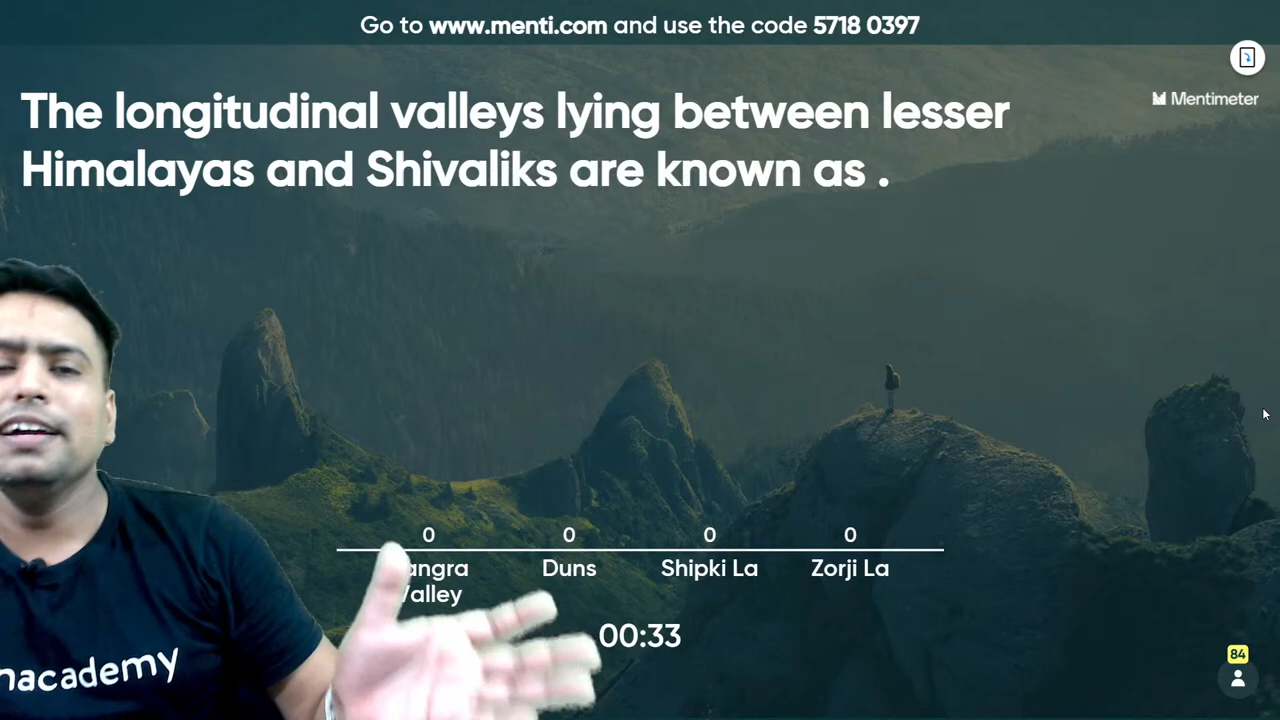 Go to www.menti.com and use the code 5718 0397
Mentimeter
The longitudinal valleys lying between lesser
Himalayas and Shivaliks are known as .
0 0 0 0
Duns Shipki La Zorji La
00:33
84